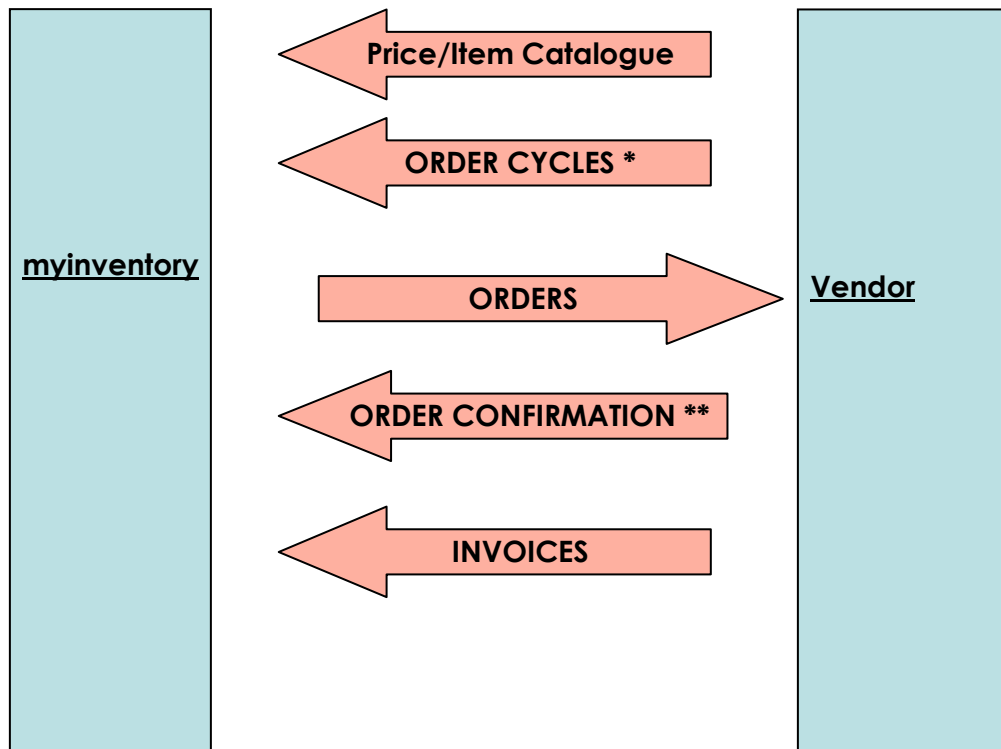 Price/Item Catalogue
ORDER CYCLES *
myinventory
Vendor
ORDERS
ORDER CONFIRMATION **
INVOICES